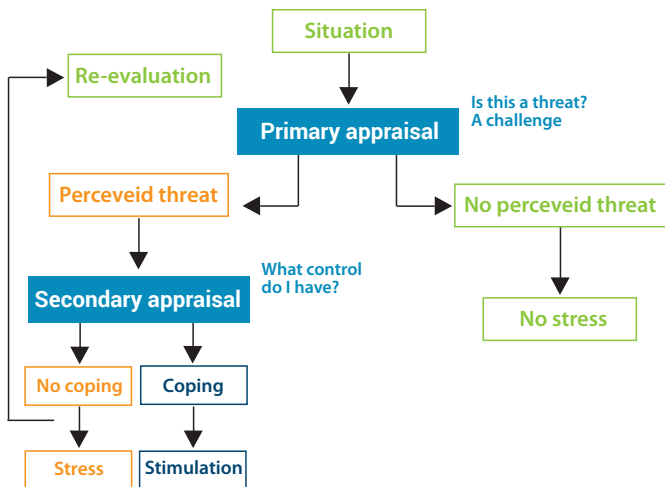 Situation
Re-evaluation
Is this a threat?
A challenge
Primary appraisal
Perceveid threat
No perceveid threat
What control
do I have?
Secondary appraisal
No stress
No coping
Coping
Stress
Stimulation